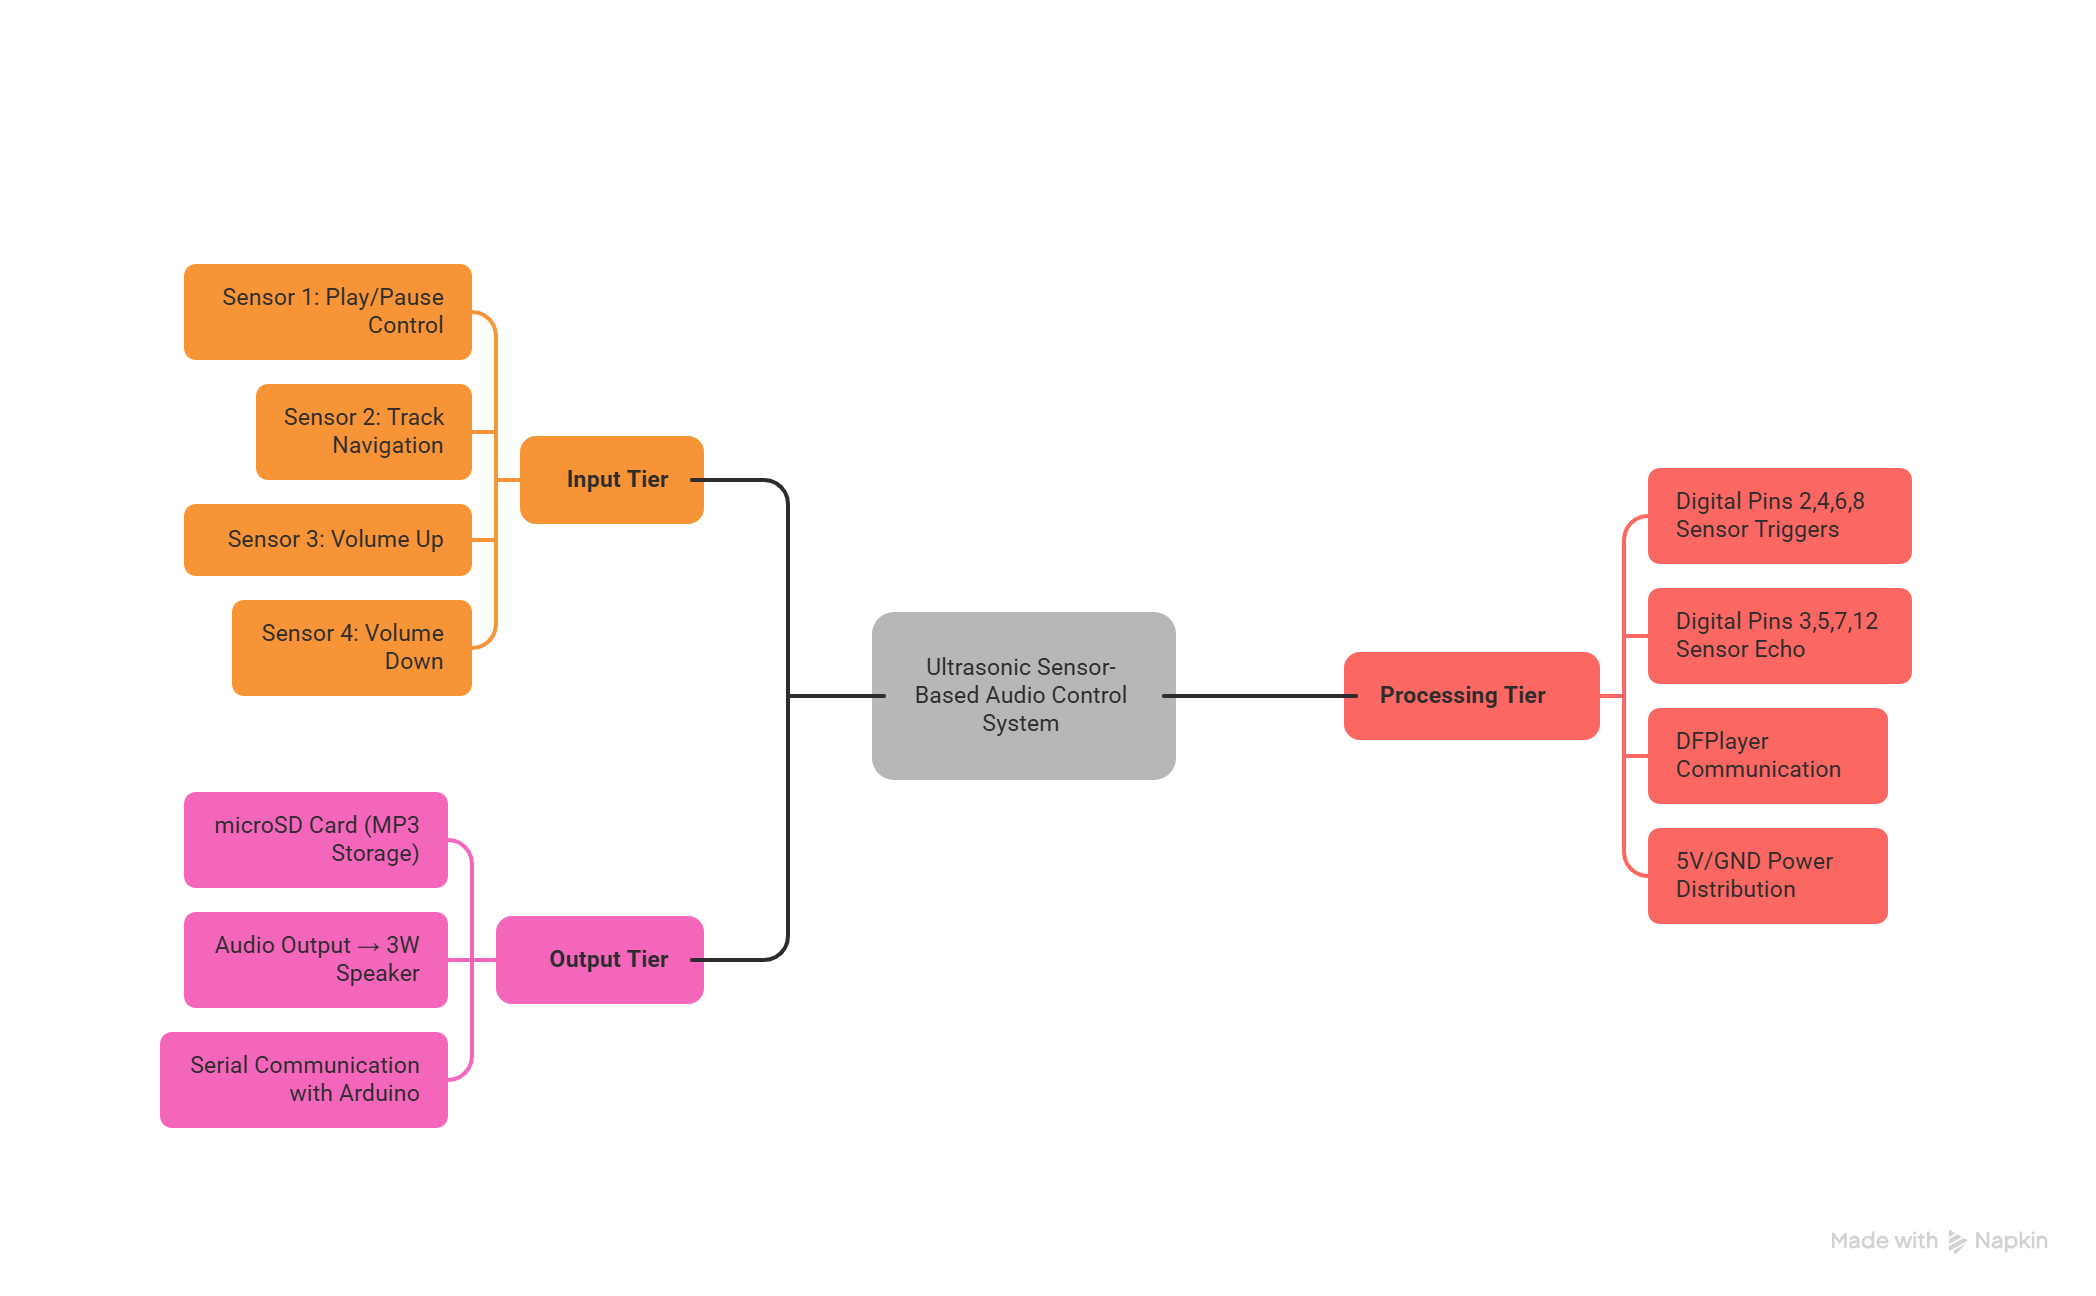 Sensor 1: Play/Pause
Control
Sensor 2: Track
Navigation
Sensor 3: Volume Up
Sensor 4: Volume
Down
Input Tier
microSD Card (MP3
Storage)
Audio Output → 3W
Speaker
Serial Communication
with Arduino
Output Tier
Ultrasonic Sensor-
Based Audio Control
System
Processing Tier
Digital Pins 2,4,6,8
Sensor Triggers
Digital Pins 3,5,7,12
Sensor Echo
DFPlayer
Communication
5V/GND Power
Distribution
Made with Napkin